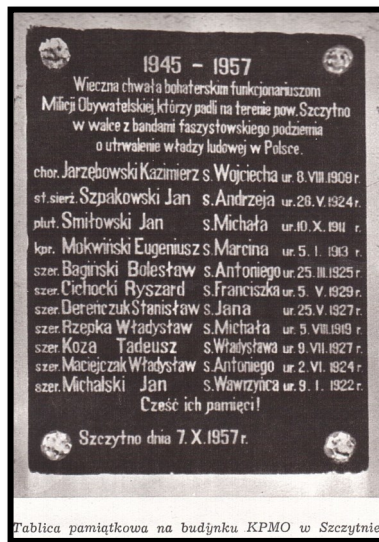 1945 - 1957
Wieczna chwała bohaterskim funkcjonariuszom
Milicji Obywatelskiej, którzy padli na terenie pow. Szczytno
w walce z bandami faszystowskiego podziemia
o utrwalenie władzy ludowej w Polsce.
chor. Jarzębowski Kazimierz s. Wojciecha ur. 8. VIII. 1909 r.
st. sierż. Szpakowski Jan s. Andrzeja ur. 28. V. 1924 r.
plut. Smiłowski Jan s. Michała ur. 10. X. 1911 r.
kpr. Mokwiński Eugeniusz s. Marcina ur. 5. I. 1913 r.
szer. Bagiński Bolesław s. Antoniego ur. 25. III. 1925 r.
szer. Cichocki Ryszard s. Franciszka ur. 5. V. 1929 r.
szer. Dereńczuk Stanisław s. Jana ur. 25. V. 1927 r.
szer. Rzepka Władysław s. Michała ur. 5. VIII. 1919 r.
szer. Koza Tadeusz s. Władysława ur. 9. VII. 1927 r.
szer. Maciejczak Władysław s. Antoniego ur. 2. VI. 1924 r.
szer. Michalski Jan s. Wawrzyńca ur. 9. I. 1922 r.
Cześć ich pamięci!
Szczytno dnia 7. X. 1957 r.
Tablica pamiątkowa na budynku KPMO w Szczytnie